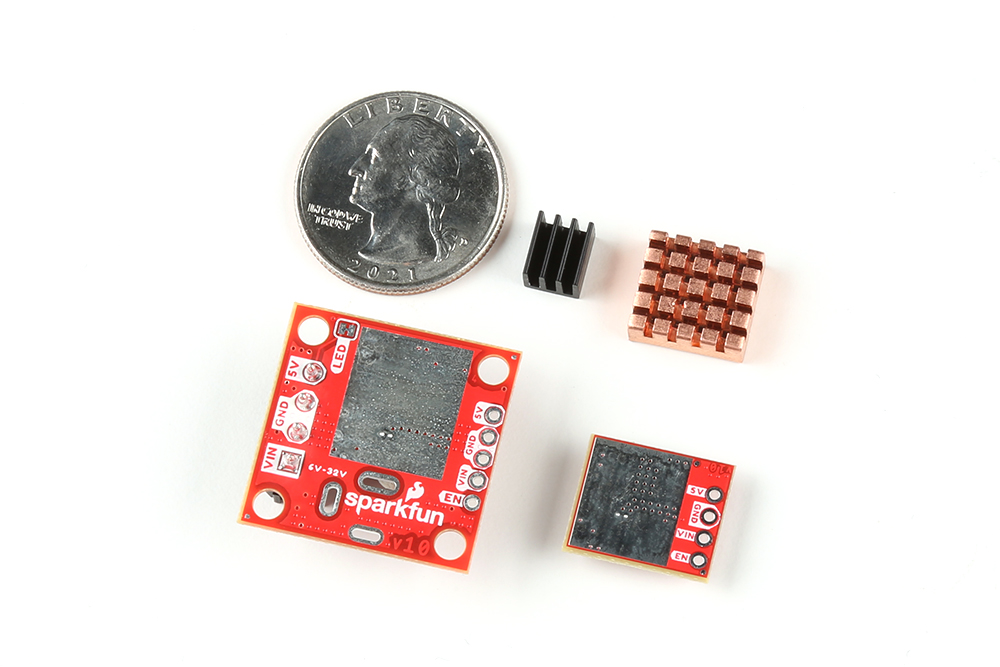 LIBERTY
IN GOD WE
TRUST
2021
LED
5V
GND
VIN
6V-32V
5V
GND
VIN
EN
sparkfun
v10
5V
GND
VIN
EN